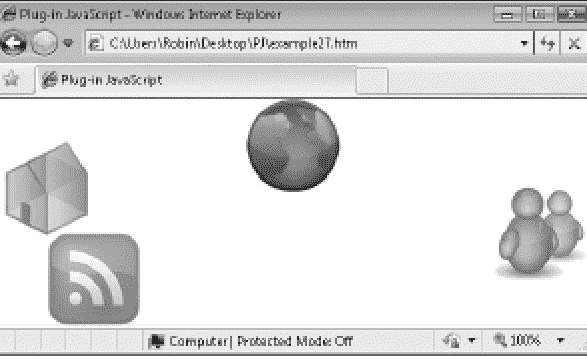 Plug-in JavaScript - Windows Internet Explorer
C:\Users\Robin\Desktop\PJ\example27.htm
Plug-in JavaScript
Computer | Protected Mode: Off
100%